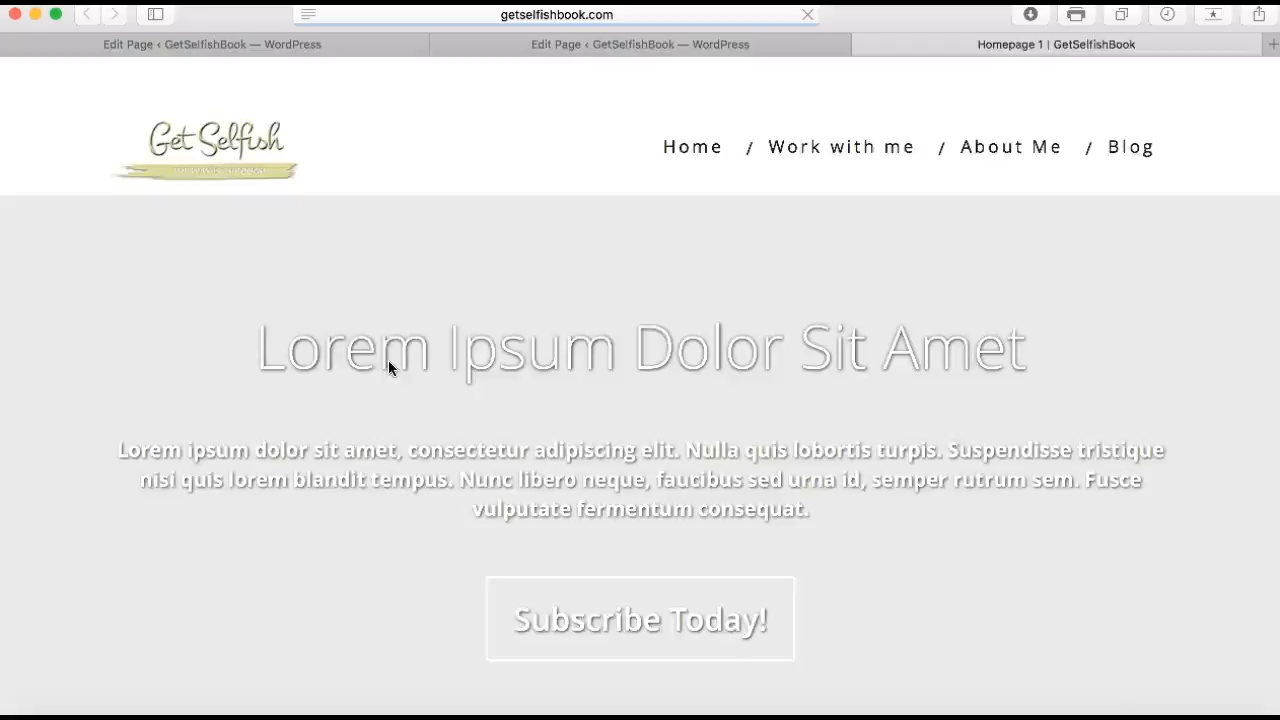 getselfishbook.com
Edit Page ‹ GetSelfishBook — WordPress
Edit Page ‹ GetSelfishBook — WordPress
Homepage 1 | GetSelfishBook
Get Selfish
Home / Work with me / About Me / Blog
Lorem Ipsum Dolor Sit Amet
Lorem ipsum dolor sit amet, consectetur adipiscing elit. Nulla quis lobortis turpis. Suspendisse tristique
nisi quis lorem blandit tempus. Nunc libero neque, faucibus sed urna id, semper rutrum sem. Fusce
vulputate fermentum consequat.
Subscribe Today!